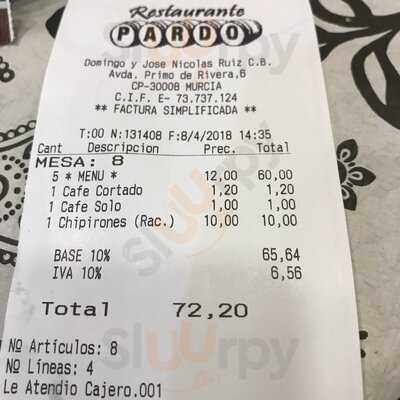 Restaurante
PARDO
Domingo y Jose Nicolas Ruiz C.B.
Avda. Primo de Rivera,6
CP-30008 MURCIA
C.I.F. E- 73.737.124
** FACTURA SIMPLIFICADA **
T:00 N:131408 F:8/4/2018 14:35
Cant Descripcion Prec. Total
MESA: 8
5 * MENU * 12,00 60,00
1 Cafe Cortado 1,20 1,20
1 Cafe Solo 1,00 1,00
1 Chipirones (Rac.) 10,00 10,00
BASE 10% 65,64
IVA 10% 6,56
Total 72,20
Nº Artículos: 8
Nº Líneas: 4
Le Atendio Cajero.001
Sluurpy
Sluurpy